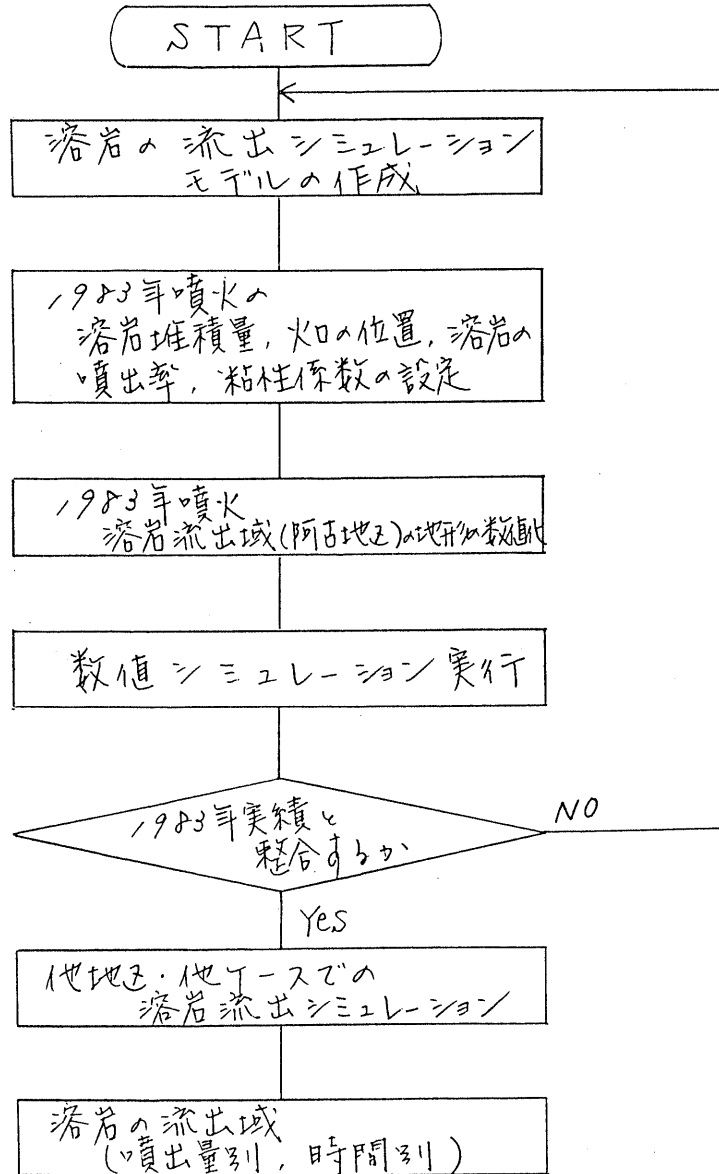 START
溶岩の流出シミュレーション
モデルの作成
1983年噴火の
溶岩堆積量, 火口の位置, 溶岩の
噴出率, 粘性係数の設定
1983年噴火
溶岩流出域(阿古地区)の地形の数値化
数値シミュレーション実行
1983年実績と
整合するか
NO
Yes
他地区・他ケースでの
溶岩流出シミュレーション
溶岩の流出域
(噴出量別, 時間別)